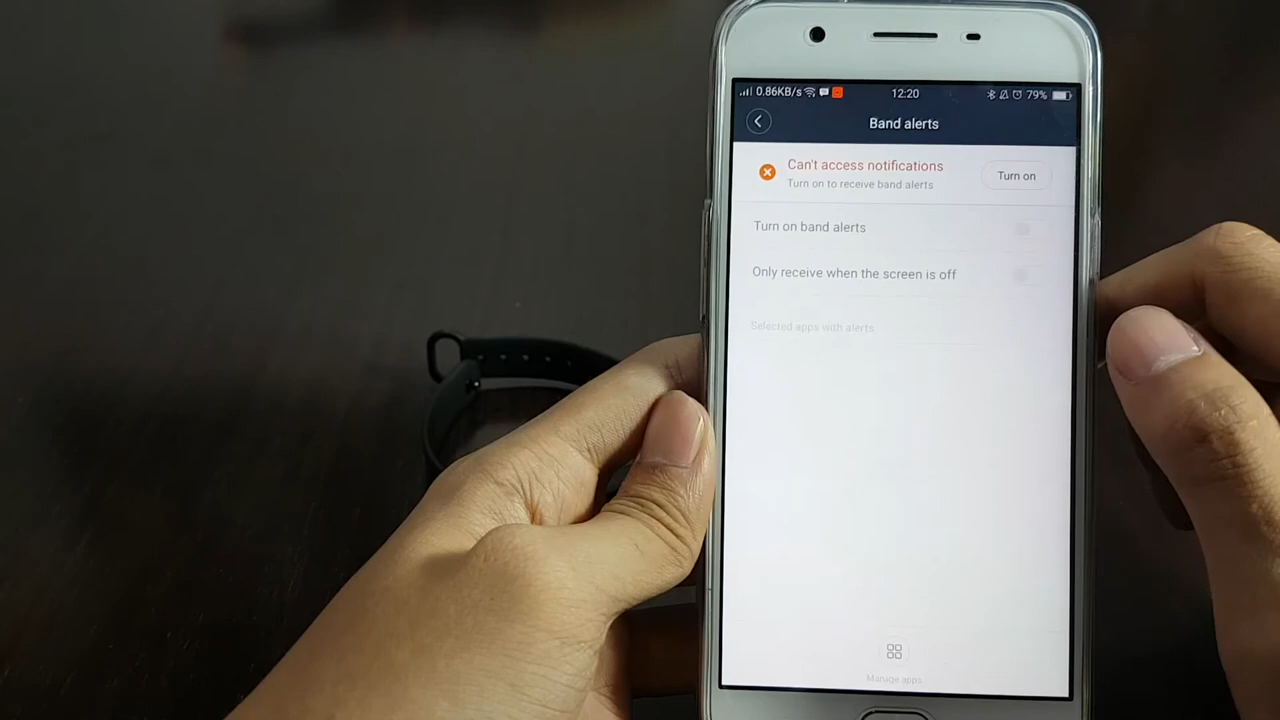 0.86KB/s
12:20
79%
Band alerts
Can't access notifications
Turn on to receive band alerts
Turn on
Turn on band alerts
Only receive when the screen is off
Selected apps with alerts
Manage apps